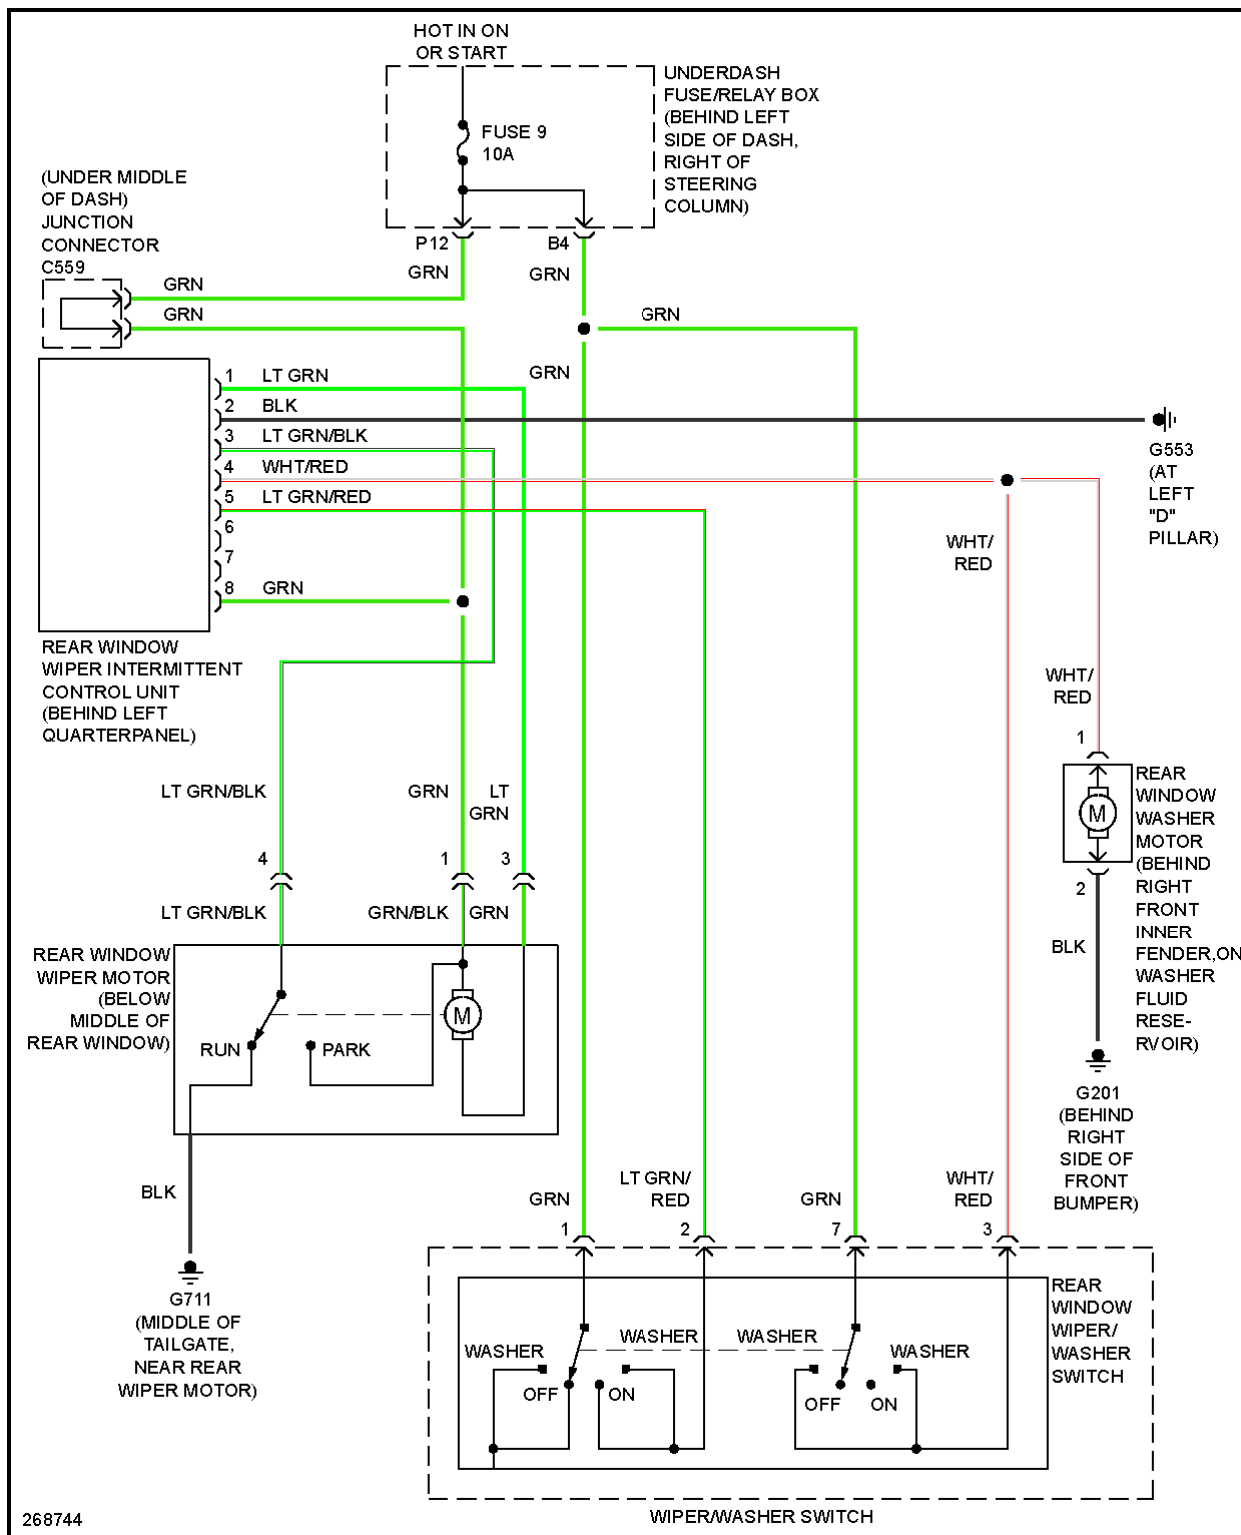 HOT IN ON
OR START
UNDERDASH
FUSE/RELAY BOX
(BEHIND LEFT
SIDE OF DASH,
RIGHT OF
STEERING
COLUMN)
FUSE 9
10A
(UNDER MIDDLE
OF DASH)
JUNCTION
CONNECTOR
C559
P12
B4
GRN
GRN
GRN
GRN
GRN
GRN
1 LT GRN
2 BLK
3 LT GRN/BLK
4 WHT/RED
5 LT GRN/RED
6
7
8 GRN
G553
(AT
LEFT
"D"
PILLAR)
WHT/
RED
REAR WINDOW
WIPER INTERMITTENT
CONTROL UNIT
(BEHIND LEFT
QUARTERPANEL)
WHT/
RED
1
M
2
REAR
WINDOW
WASHER
MOTOR
(BEHIND
RIGHT
FRONT
INNER
FENDER,ON
WASHER
FLUID
RESE-
RVOIR)
BLK
G201
(BEHIND
RIGHT
SIDE OF
FRONT
BUMPER)
LT GRN/BLK
GRN
LT
GRN
4
1
3
LT GRN/BLK
GRN/BLK
GRN
REAR WINDOW
WIPER MOTOR
(BELOW
MIDDLE OF
REAR WINDOW)
M
RUN
PARK
BLK
G711
(MIDDLE OF
TAILGATE,
NEAR REAR
WIPER MOTOR)
GRN
LT GRN/
RED
GRN
WHT/
RED
1
2
7
3
REAR
WINDOW
WIPER/
WASHER
SWITCH
WASHER
WASHER
WASHER
WASHER
OFF
ON
OFF
ON
WIPER/WASHER SWITCH
268744